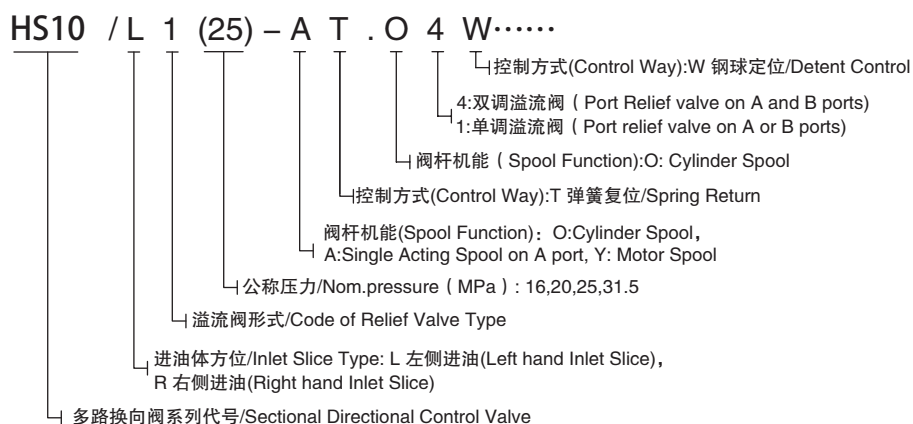 HS10 / L 1 (25) – A T . O 4 W······
控制方式(Control Way):W 钢球定位/Detent Control
4:双调溢流阀（Port Relief valve on A and B ports)
1:单调溢流阀（Port relief valve on A or B ports)
阀杆机能（Spool Function):O: Cylinder Spool
控制方式(Control Way):T 弹簧复位/Spring Return
阀杆机能(Spool Function)：O:Cylinder Spool，
A:Single Acting Spool on A port, Y: Motor Spool
公称压力/Nom.pressure（MPa）: 16,20,25,31.5
溢流阀形式/Code of Relief Valve Type
进油体方位/Inlet Slice Type: L 左侧进油(Left hand Inlet Slice)，
R 右侧进油(Right hand Inlet Slice)
多路换向阀系列代号/Sectional Directional Control Valve